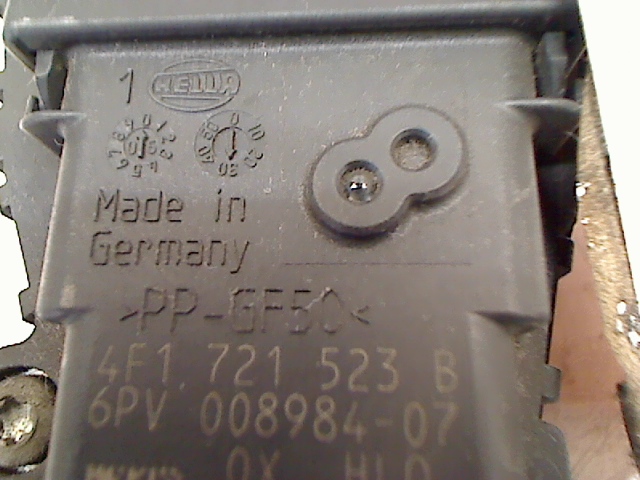 1 HELLA
Made in
Germany
>PP-GF50<
4F1.721 523 B
6PV 008984-07